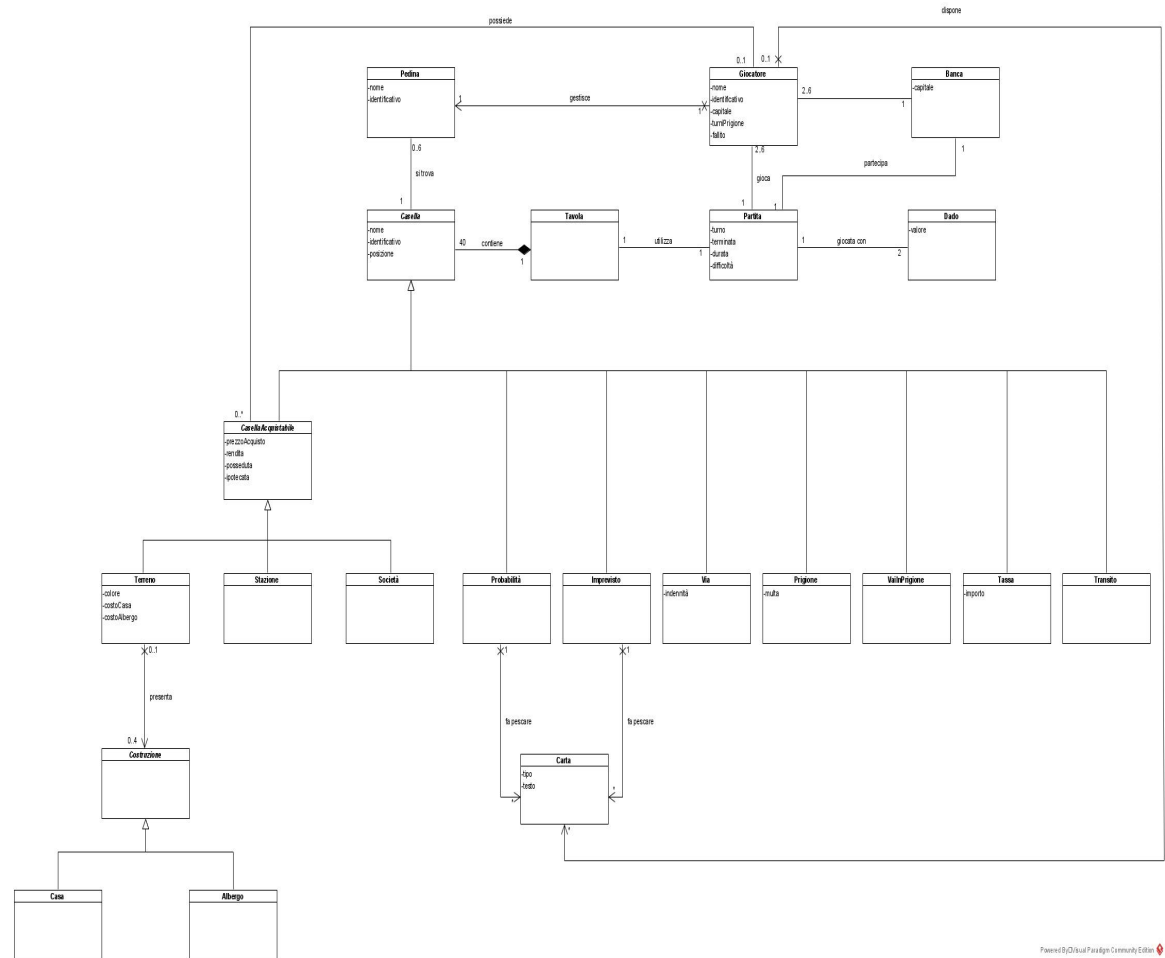 dispone
possiede
0..1
0..1
Pedina
-nome
-identificativo
Giocatore
-nome
-identificativo
-capitale
-turniPrigione
-fallito
Banca
-capitale
1
gestisce
1
2..6
1
0..6
2..6
1
si trova
gioca
partecipa
1
1
1
Casella
-nome
-identificativo
-posizione
Tavola
Partita
-turno
-terminata
-durata
-difficoltà
Dado
-valore
40
contiene
1
1
utilizza
1
1
giocata con
2
0..*
CasellaAcquistabile
-prezzoAcquisto
-rendita
-posseduta
-ipotecata
Terreno
-colore
-costoCasa
-costoAlbergo
Stazione
Società
Probabilità
Imprevisto
Via
-indennità
Prigione
-multa
VaiInPrigione
Tassa
-importo
Transito
0..1
1
1
presenta
fa pescare
fa pescare
0..4
Costruzione
Carta
-tipo
-testo
*
*
*
Casa
Albergo
Powered By Visual Paradigm Community Edition